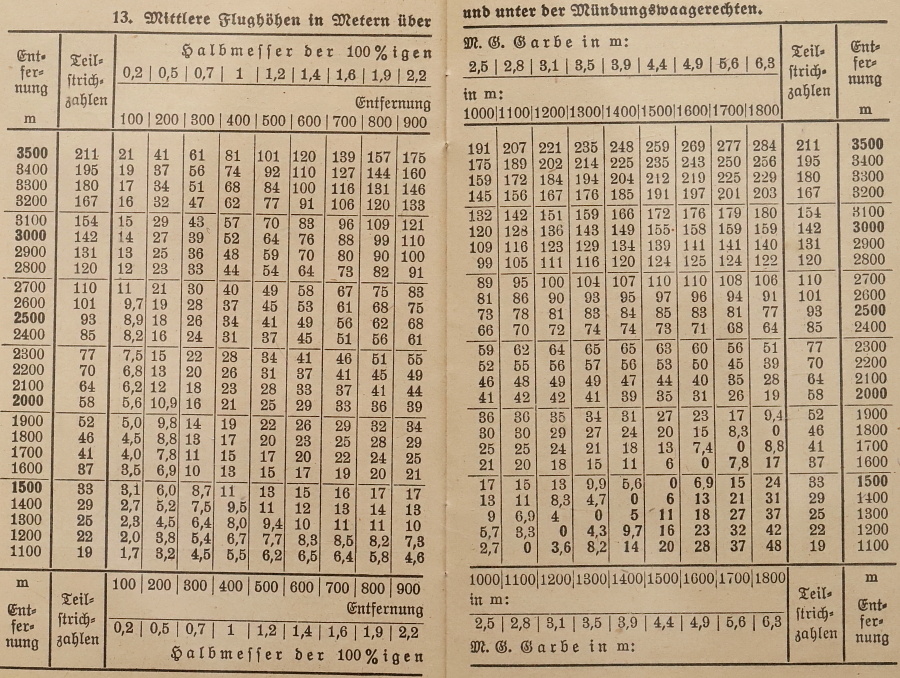 13. Mittlere Flughöhen in Metern über
Ent-
fer-
nung
m
Teil-
strich-
zahlen
Halbmesser der 100%igen
0,2 | 0,5 | 0,7 | 1 | 1,2 | 1,4 | 1,6 | 1,9 | 2,2
Entfernung
100 | 200 | 300 | 400 | 500 | 600 | 700 | 800 | 900
3500 211 21 41 61 81 101 120 139 157 175
3400 195 19 37 56 74 92 110 127 144 160
3300 180 17 34 51 68 84 100 116 131 146
3200 167 16 32 47 62 77 91 106 120 133
3100 154 15 29 43 57 70 83 96 109 121
3000 142 14 27 39 52 64 76 88 99 110
2900 131 13 25 36 48 59 70 80 90 100
2800 120 12 23 33 44 54 64 73 82 91
2700 110 11 21 30 40 49 58 67 75 83
2600 101 9,7 19 28 37 45 53 61 68 75
2500 93 8,9 18 26 34 41 49 56 62 68
2400 85 8,2 16 24 31 37 45 51 56 61
2300 77 7,5 15 22 28 34 41 46 51 55
2200 70 6,8 13 20 26 31 37 41 45 49
2100 64 6,2 12 18 23 28 33 37 41 44
2000 58 5,6 10,9 16 21 25 29 33 36 39
1900 52 5,0 9,8 14 19 22 26 29 32 34
1800 46 4,5 8,8 13 17 20 23 25 28 29
1700 41 4,0 7,8 11 15 17 20 22 24 25
1600 37 3,5 6,9 10 13 15 17 19 20 21
1500 33 3,1 6,0 8,7 11 13 15 16 17 17
1400 29 2,7 5,2 7,5 9,5 11 12 13 14 13
1300 25 2,3 4,5 6,4 8,0 9,4 10 11 11 10
1200 22 2,0 3,8 5,4 6,7 7,7 8,3 8,5 8,2 7,3
1100 19 1,7 3,2 4,5 5,5 6,2 6,5 6,4 5,8 4,6
m
Ent-
fer-
nung
Teil-
strich-
zahlen
100 | 200 | 300 | 400 | 500 | 600 | 700 | 800 | 900
Entfernung
0,2 | 0,5 | 0,7 | 1 | 1,2 | 1,4 | 1,6 | 1,9 | 2,2
Halbmesser der 100%igen
und unter der Mündungswaagerechten.
M. G. Garbe in m:
2,5 | 2,8 | 3,1 | 3,5 | 3,9 | 4,4 | 4,9 | 5,6 | 6,3
in m:
1000|1100|1200|1300|1400|1500|1600|1700|1800
Teil-
strich-
zahlen
Ent-
fer-
nung
m
191 207 221 235 248 259 269 277 284 211 3500
175 189 202 214 225 235 243 250 256 195 3400
159 172 184 194 204 212 219 225 229 180 3300
145 156 167 176 185 191 197 201 203 167 3200
132 142 151 159 166 172 176 179 180 154 3100
120 128 136 143 149 155 158 159 159 142 3000
109 116 123 129 134 139 141 141 140 131 2900
99 105 111 116 120 124 125 124 122 120 2800
89 95 100 104 107 110 110 108 106 110 2700
81 86 90 93 95 97 96 94 91 101 2600
73 78 81 83 84 85 83 81 77 93 2500
66 70 72 74 74 73 71 68 64 85 2400
59 62 64 65 65 63 60 56 51 77 2300
52 55 56 57 56 53 50 45 39 70 2200
46 48 49 49 47 44 40 35 28 64 2100
41 42 42 41 39 35 31 26 19 58 2000
36 36 35 34 31 27 23 17 9,4 52 1900
30 30 29 27 24 20 15 8,3 0 46 1800
25 25 24 21 18 13 7,4 0 8,8 41 1700
21 20 18 15 11 6 0 7,8 17 37 1600
17 15 13 9,9 5,6 0 6,9 15 24 33 1500
13 11 8,3 4,7 0 6 13 21 31 29 1400
9 6,9 4 0 5 11 18 27 37 25 1300
5,7 3,3 0 4,3 9,7 16 23 32 42 22 1200
2,7 0 3,6 8,2 14 20 28 37 48 19 1100
1000|1100|1200|1300|1400|1500|1600|1700|1800
in m:
2,5 | 2,8 | 3,1 | 3,5 | 3,9 | 4,4 | 4,9 | 5,6 | 6,3
M. G. Garbe in m:
Teil-
strich-
zahlen
m
Ent-
fer-
nung